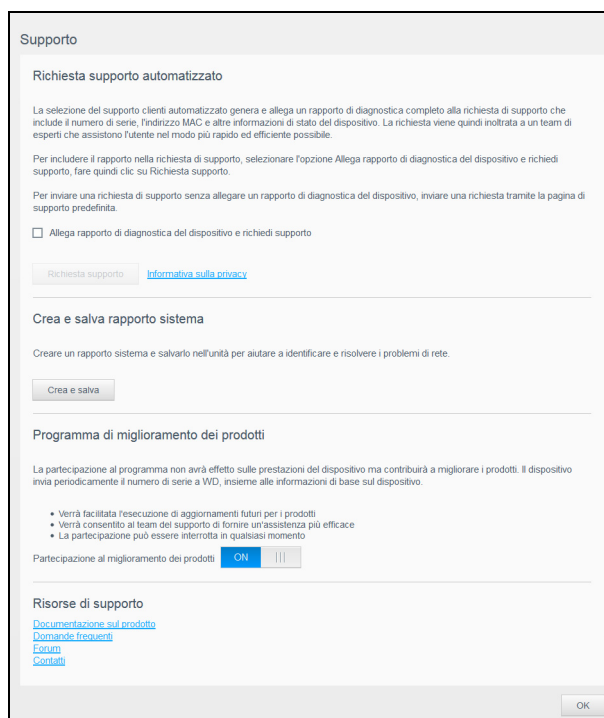 Supporto
Richiesta supporto automatizzato
La selezione del supporto clienti automatizzato genera e allega un rapporto di diagnostica completo alla richiesta di supporto che
include il numero di serie, l'indirizzo MAC e altre informazioni di stato del dispositivo. La richiesta viene quindi inoltrata a un team di
esperti che assistono l'utente nel modo più rapido ed efficiente possibile.
Per includere il rapporto nella richiesta di supporto, selezionare l'opzione Allega rapporto di diagnostica del dispositivo e richiedi
supporto, fare quindi clic su Richiesta supporto.
Per inviare una richiesta di supporto senza allegare un rapporto di diagnostica del dispositivo, inviare una richiesta tramite la pagina di
supporto predefinita.
Allega rapporto di diagnostica del dispositivo e richiedi supporto
Richiesta supporto Informativa sulla privacy
Crea e salva rapporto sistema
Creare un rapporto sistema e salvarlo nell'unità per aiutare a identificare e risolvere i problemi di rete.
Crea e salva
Programma di miglioramento dei prodotti
La partecipazione al programma non avrà effetto sulle prestazioni del dispositivo ma contribuirà a migliorare i prodotti. Il dispositivo
invia periodicamente il numero di serie a WD, insieme alle informazioni di base sul dispositivo.
• Verrà facilitata l'esecuzione di aggiornamenti futuri per i prodotti
• Verrà consentito al team del supporto di fornire un'assistenza più efficace
• La partecipazione può essere interrotta in qualsiasi momento
Partecipazione al miglioramento dei prodotti ON
Risorse di supporto
Documentazione sul prodotto
Domande frequenti
Forum
Contatti
OK